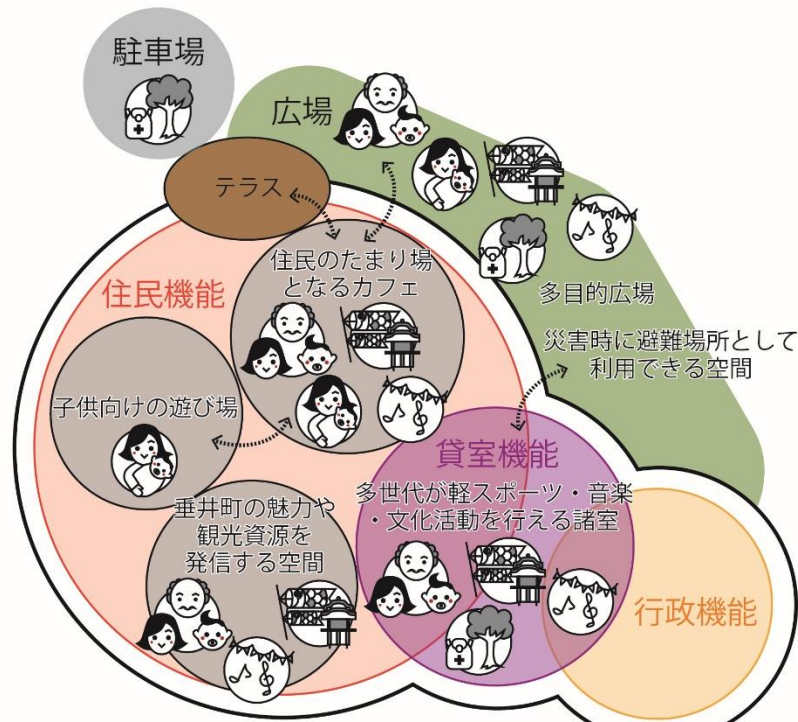 駐車場
広場
テラス
住民のたまり場
となるカフェ
住民機能
多目的広場
災害時に避難場所として
利用できる空間
子供向けの遊び場
貸室機能
多世代が軽スポーツ・音楽
・文化活動を行える諸室
垂井町の魅力や
観光資源を
発信する空間
行政機能